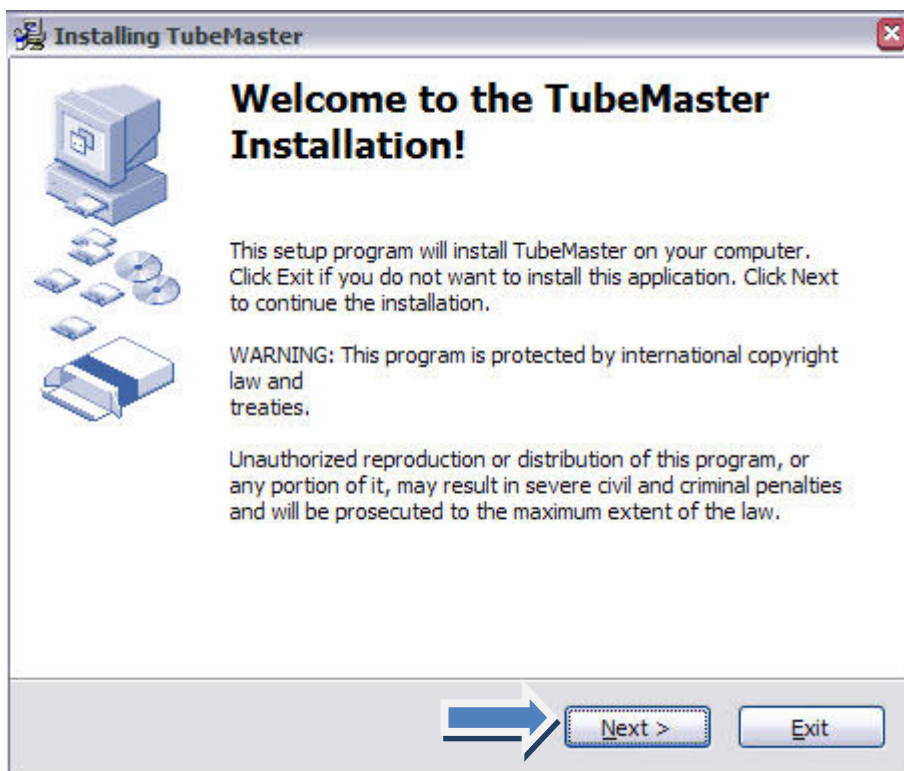 Installing TubeMaster
Welcome to the TubeMaster
Installation!
This setup program will install TubeMaster on your computer.
Click Exit if you do not want to install this application. Click Next
to continue the installation.
WARNING: This program is protected by international copyright
law and
treaties.
Unauthorized reproduction or distribution of this program, or
any portion of it, may result in severe civil and criminal penalties
and will be prosecuted to the maximum extent of the law.
Next >
Exit